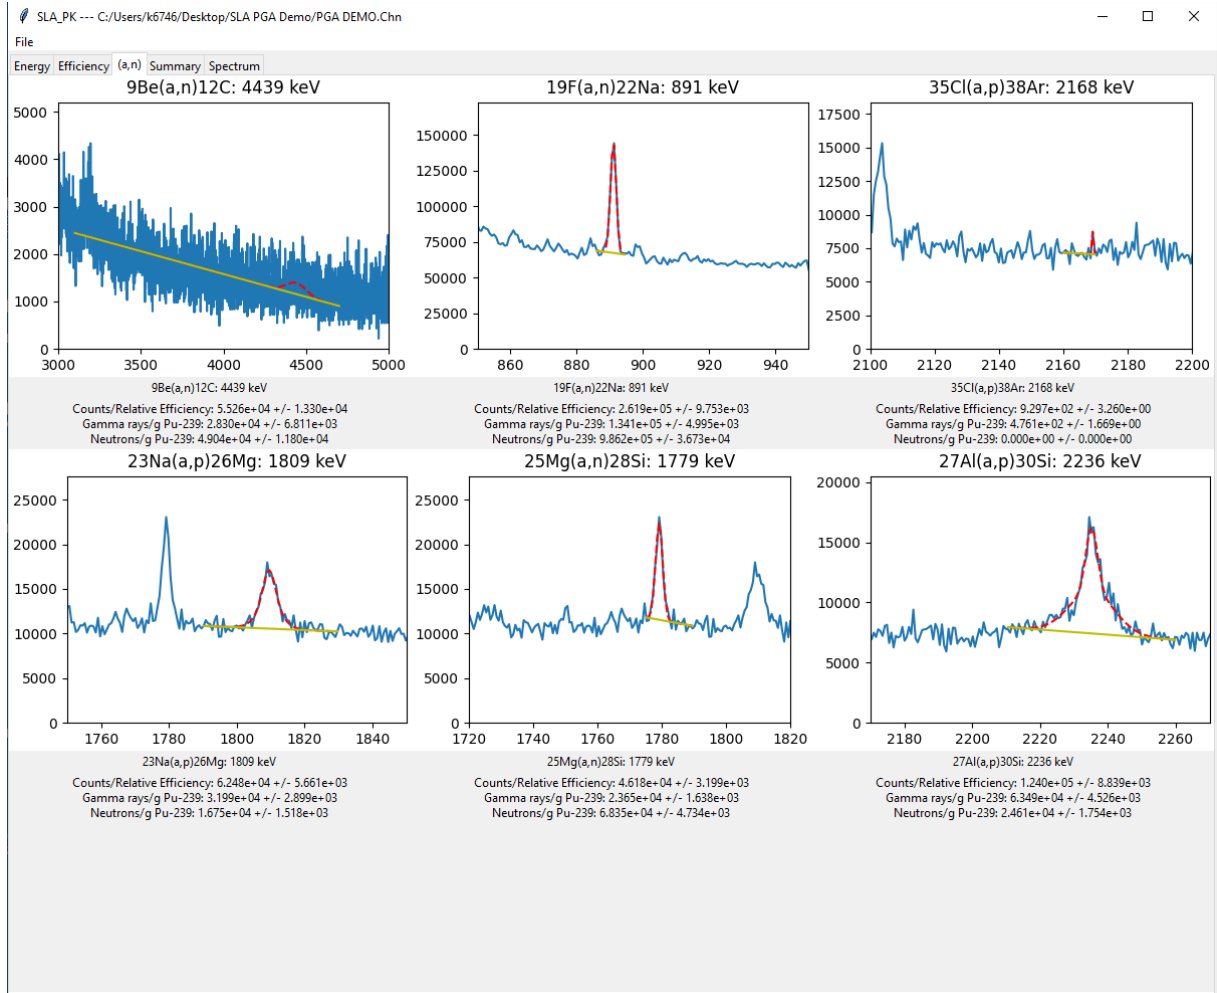 SLA_PK --- C:/Users/k6746/Desktop/SLA PGA Demo/PGA DEMO.Chn
File
Energy Efficiency (a,n) Summary Spectrum
9Be(a,n)12C: 4439 keV
5000
4000
3000
2000
1000
0
3000 3500 4000 4500 5000
19F(a,n)22Na: 891 keV
150000
125000
100000
75000
50000
25000
0
860 880 900 920 940
35Cl(a,p)38Ar: 2168 keV
17500
15000
12500
10000
7500
5000
2500
0
2100 2120 2140 2160 2180 2200
9Be(a,n)12C: 4439 keV
Counts/Relative Efficiency: 5.526e+04 +/- 1.330e+04
Gamma rays/g Pu-239: 2.830e+04 +/- 6.811e+03
Neutrons/g Pu-239: 4.904e+04 +/- 1.180e+04
19F(a,n)22Na: 891 keV
Counts/Relative Efficiency: 2.619e+05 +/- 9.753e+03
Gamma rays/g Pu-239: 1.341e+05 +/- 4.995e+03
Neutrons/g Pu-239: 9.862e+05 +/- 3.673e+04
35Cl(a,p)38Ar: 2168 keV
Counts/Relative Efficiency: 9.297e+02 +/- 3.260e+00
Gamma rays/g Pu-239: 4.761e+02 +/- 1.669e+00
Neutrons/g Pu-239: 0.000e+00 +/- 0.000e+00
23Na(a,p)26Mg: 1809 keV
25000
20000
15000
10000
5000
0
1760 1780 1800 1820 1840
25Mg(a,n)28Si: 1779 keV
25000
20000
15000
10000
5000
0
1720 1740 1760 1780 1800 1820
27Al(a,p)30Si: 2236 keV
20000
15000
10000
5000
0
2180 2200 2220 2240 2260
23Na(a,p)26Mg: 1809 keV
Counts/Relative Efficiency: 6.248e+04 +/- 5.661e+03
Gamma rays/g Pu-239: 3.199e+04 +/- 2.899e+03
Neutrons/g Pu-239: 1.675e+04 +/- 1.518e+03
25Mg(a,n)28Si: 1779 keV
Counts/Relative Efficiency: 4.618e+04 +/- 3.199e+03
Gamma rays/g Pu-239: 2.365e+04 +/- 1.638e+03
Neutrons/g Pu-239: 6.835e+04 +/- 4.734e+03
27Al(a,p)30Si: 2236 keV
Counts/Relative Efficiency: 1.240e+05 +/- 8.839e+03
Gamma rays/g Pu-239: 6.349e+04 +/- 4.526e+03
Neutrons/g Pu-239: 2.461e+04 +/- 1.754e+03